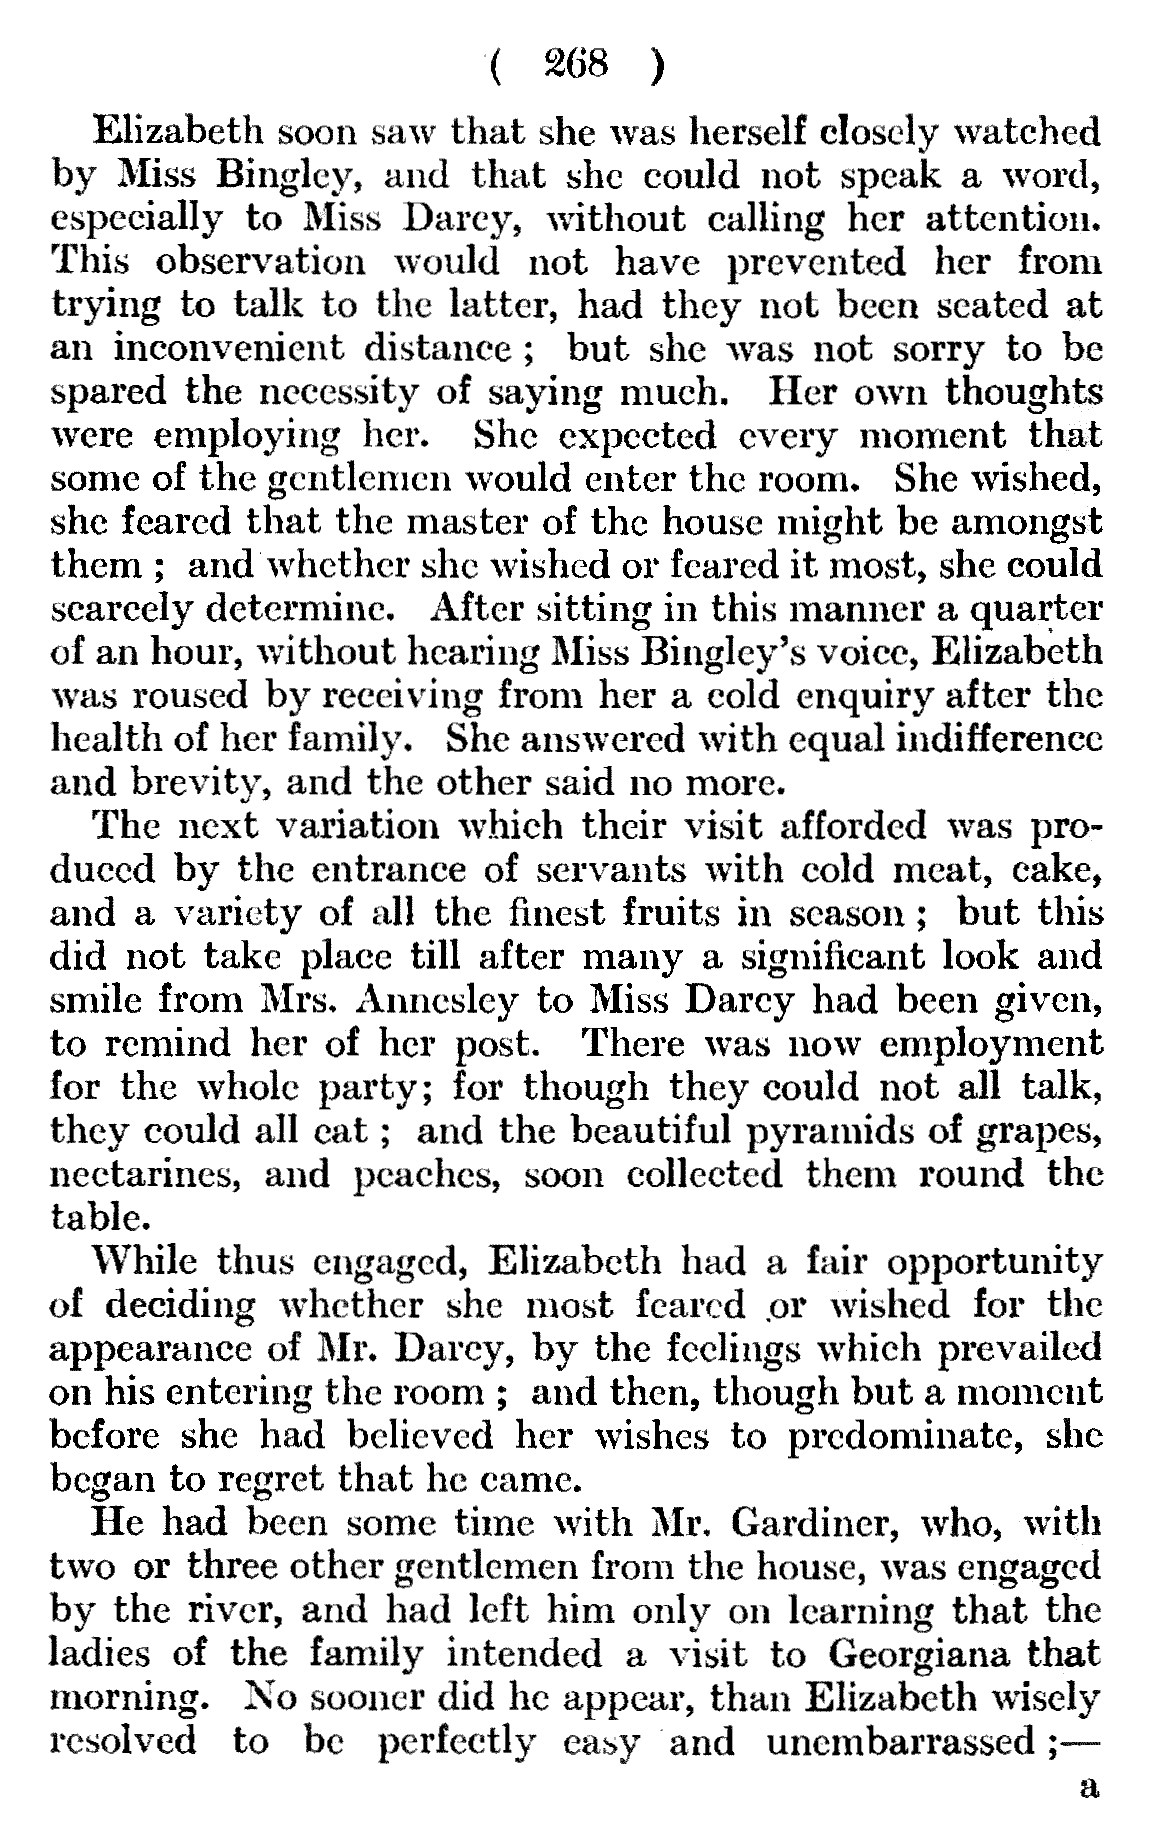 ( 268 )
Elizabeth soon saw that she was herself closely watched
by Miss Bingley, and that she could not speak a word,
especially to Miss Darcy, without calling her attention.
This observation would not have prevented her from
trying to talk to the latter, had they not been seated at
an inconvenient distance ; but she was not sorry to be
spared the necessity of saying much. Her own thoughts
were employing her. She expected every moment that
some of the gentlemen would enter the room. She wished,
she feared that the master of the house might be amongst
them ; and whether she wished or feared it most, she could
scarcely determine. After sitting in this manner a quarter
of an hour, without hearing Miss Bingley's voice, Elizabeth
was roused by receiving from her a cold enquiry after the
health of her family. She answered with equal indifference
and brevity, and the other said no more.
The next variation which their visit afforded was pro-
duced by the entrance of servants with cold meat, cake,
and a variety of all the finest fruits in season ; but this
did not take place till after many a significant look and
smile from Mrs. Annesley to Miss Darcy had been given,
to remind her of her post. There was now employment
for the whole party; for though they could not all talk,
they could all eat ; and the beautiful pyramids of grapes,
nectarines, and peaches, soon collected them round the
table.
While thus engaged, Elizabeth had a fair opportunity
of deciding whether she most feared or wished for the
appearance of Mr. Darcy, by the feelings which prevailed
on his entering the room ; and then, though but a moment
before she had believed her wishes to predominate, she
began to regret that he came.
He had been some time with Mr. Gardiner, who, with
two or three other gentlemen from the house, was engaged
by the river, and had left him only on learning that the
ladies of the family intended a visit to Georgiana that
morning. No sooner did he appear, than Elizabeth wisely
resolved to be perfectly easy and unembarrassed ;—
a